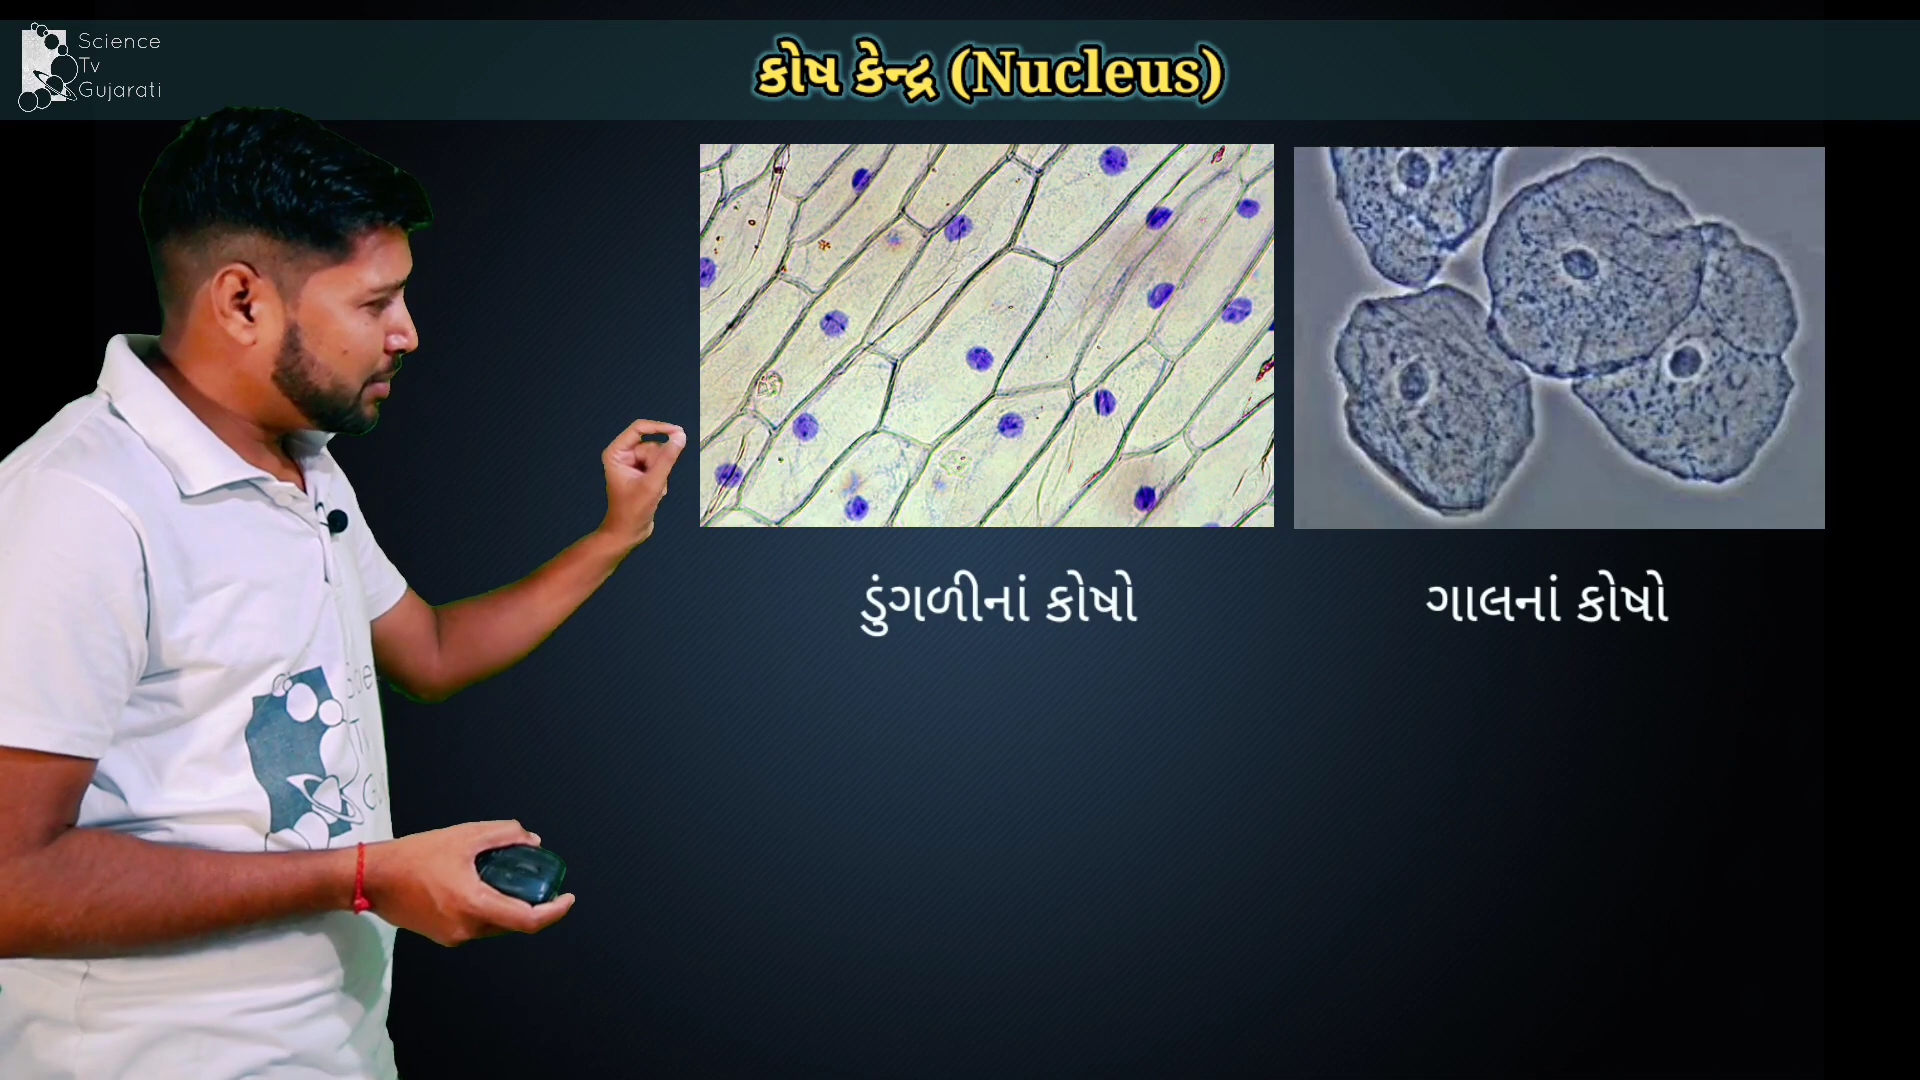 Science
Tv
Gujarati
કોષ કેન્દ્ર (Nucleus)
ડુંગળીનાં કોષો
ગાલનાં કોષો